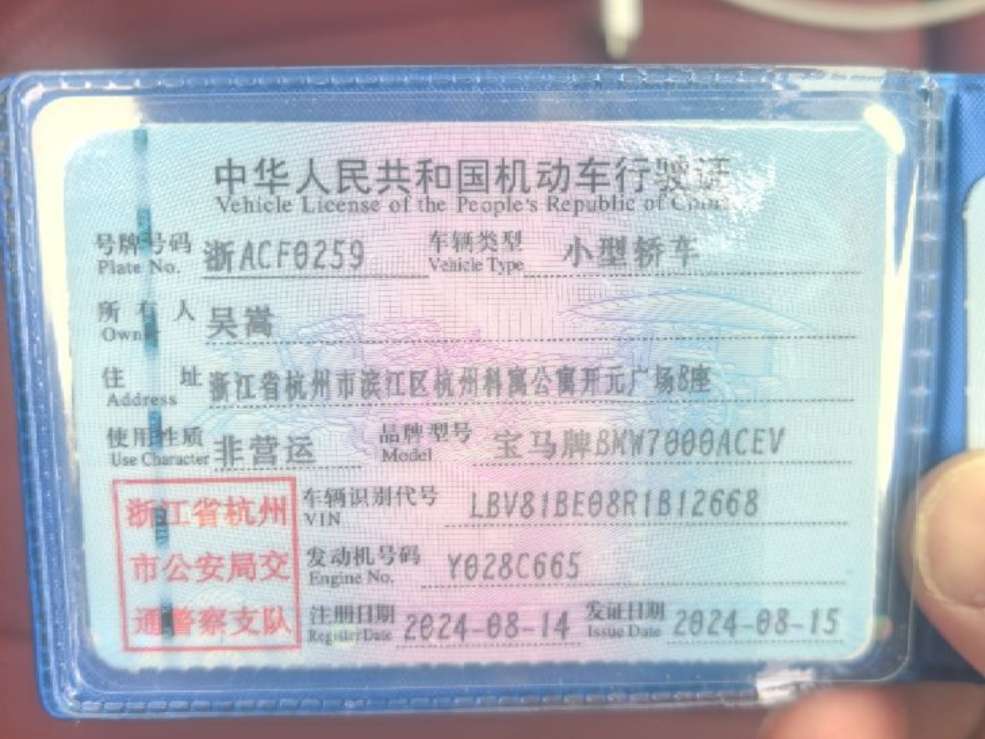 中华人民共和国机动车行驶证
Vehicle License of the People's Republic of China
号牌号码 浙ACF0259 车辆类型 小型轿车
Plate No. Vehicle Type
所有人 吴嵩
Owner
住址 浙江省杭州市滨江区杭州科寓公寓开元广场8座
Address
使用性质 非营运 品牌型号 宝马牌BMW7000ACEV
Use Character Model
浙江省杭州 车辆识别代号 LBV81BE08R1B12668
VIN
市公安局交 发动机号码 Y028C665
Engine No.
通警察支队 注册日期 2024-08-14 发证日期 2024-08-15
Register Date Issue Date